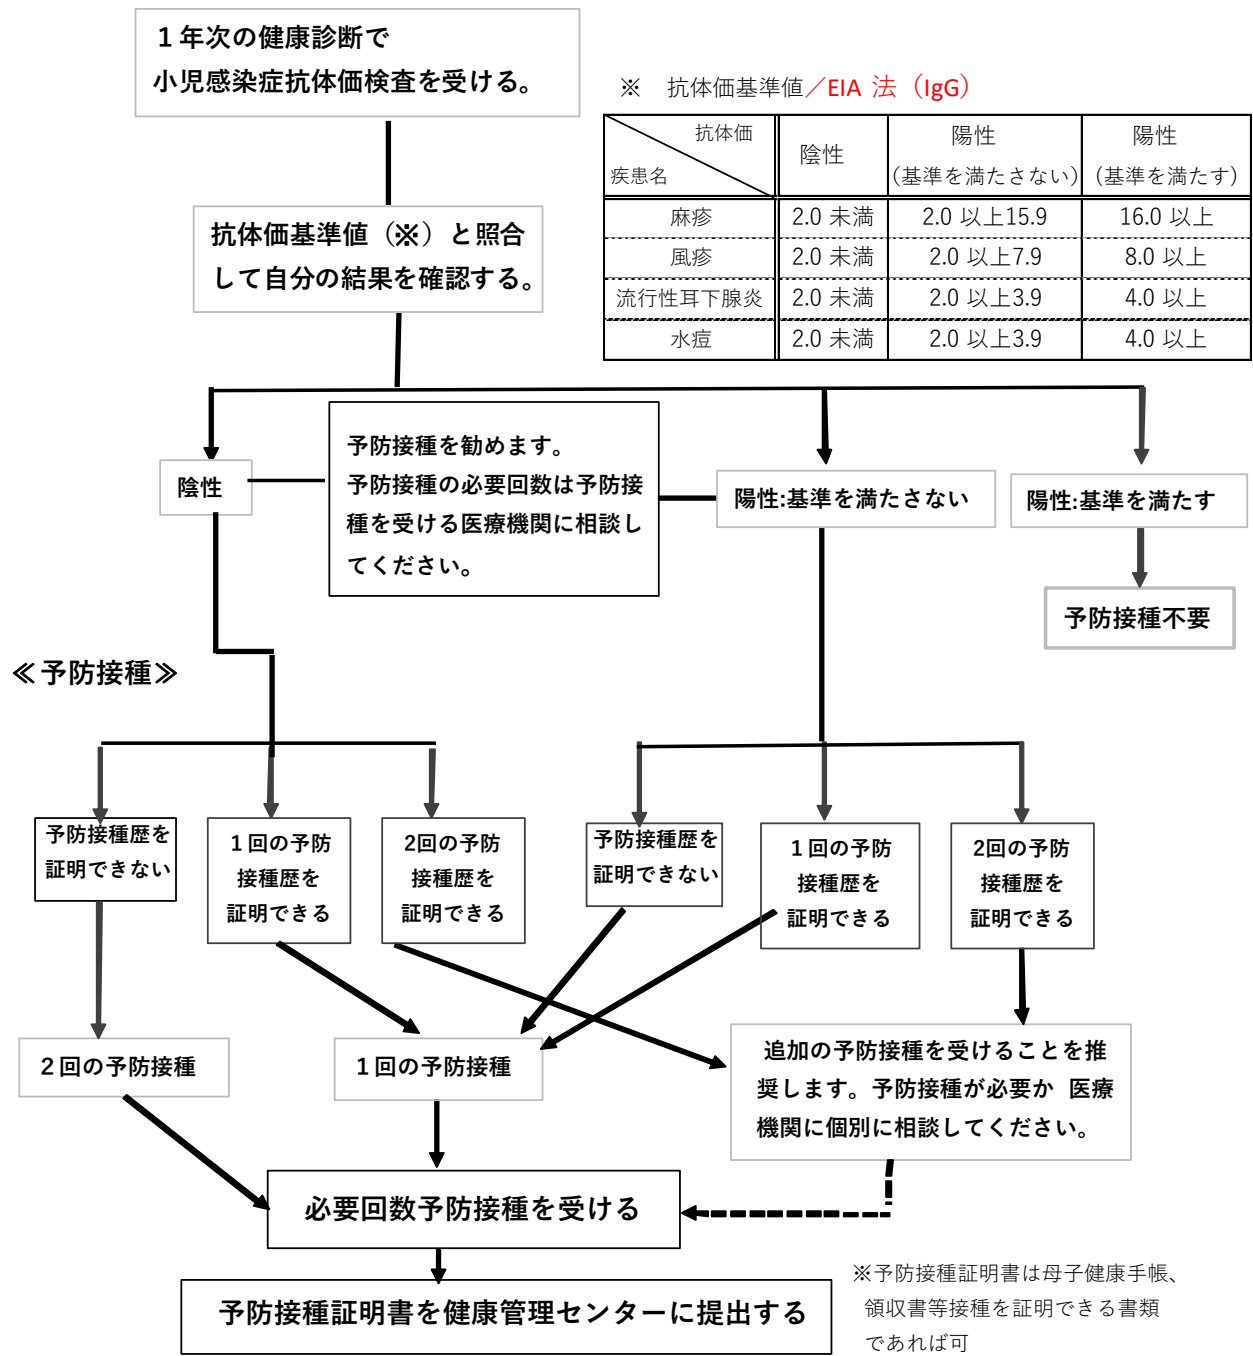 １年次の健康診断で
小児感染症抗体価検査を受ける。
※　抗体価基準値／EIA 法（IgG）
抗体価
疾患名
陰性
陽性
(基準を満たさない)
陽性
(基準を満たす)
麻疹 2.0 未満 2.0 以上15.9 16.0 以上
風疹 2.0 未満 2.0 以上7.9 8.0 以上
流行性耳下腺炎 2.0 未満 2.0 以上3.9 4.0 以上
水痘 2.0 未満 2.0 以上3.9 4.0 以上
抗体価基準値（※）と照合
して自分の結果を確認する。
陰性
予防接種を勧めます。
予防接種の必要回数は予防接
種を受ける医療機関に相談し
てください。
陽性:基準を満たさない
陽性:基準を満たす
予防接種不要
≪予防接種≫
予防接種歴を
証明できない
１回の予防
接種歴を
証明できる
2回の予防
接種歴を
証明できる
予防接種歴を
証明できない
１回の予防
接種歴を
証明できる
2回の予防
接種歴を
証明できる
２回の予防接種
１回の予防接種
追加の予防接種を受けることを推
奨します。予防接種が必要か 医療
機関に個別に相談してください。
必要回数予防接種を受ける
予防接種証明書を健康管理センターに提出する
※予防接種証明書は母子健康手帳、
領収書等接種を証明できる書類
であれば可